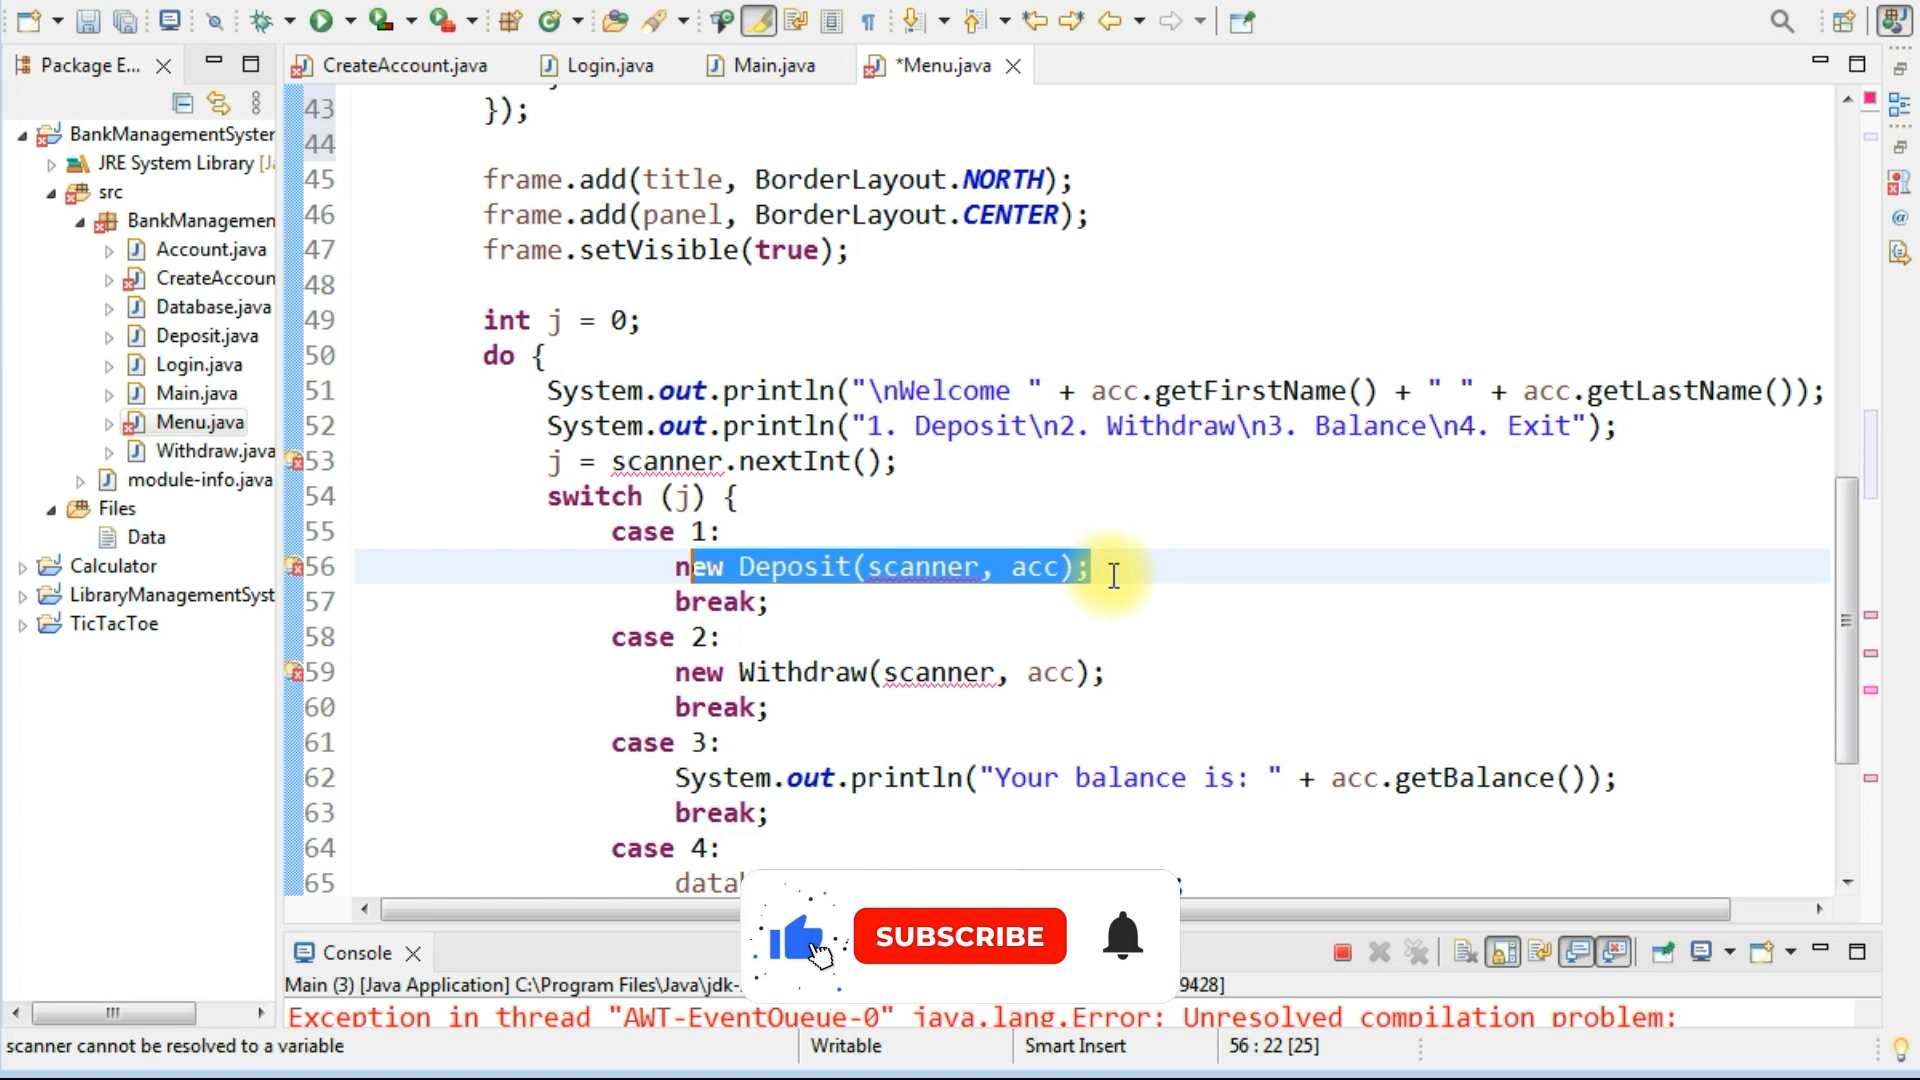 Package E...
CreateAccount.java
Login.java
Main.java
*Menu.java
BankManagementSyster
JRE System Library [Ja
src
BankManagemen
Account.java
CreateAccoun
Database.java
Deposit.java
Login.java
Main.java
Menu.java
Withdraw.java
module-info.java
Files
Data
Calculator
LibraryManagementSyst
TicTacToe
43 });
44
45 frame.add(title, BorderLayout.NORTH);
46 frame.add(panel, BorderLayout.CENTER);
47 frame.setVisible(true);
48
49 int j = 0;
50 do {
51 System.out.println("\nWelcome " + acc.getFirstName() + " " + acc.getLastName());
52 System.out.println("1. Deposit\n2. Withdraw\n3. Balance\n4. Exit");
53 j = scanner.nextInt();
54 switch (j) {
55 case 1:
56 new Deposit(scanner, acc);
57 break;
58 case 2:
59 new Withdraw(scanner, acc);
60 break;
61 case 3:
62 System.out.println("Your balance is: " + acc.getBalance());
63 break;
64 case 4:
65 datab
SUBSCRIBE
Console
Main (3) [Java Application] C:\Program Files\Java\jdk- 9428]
Exception in thread "AWT-EventQueue-0" java.lang.Error: Unresolved compilation problem:
scanner cannot be resolved to a variable
Writable
Smart Insert
56 : 22 [25]